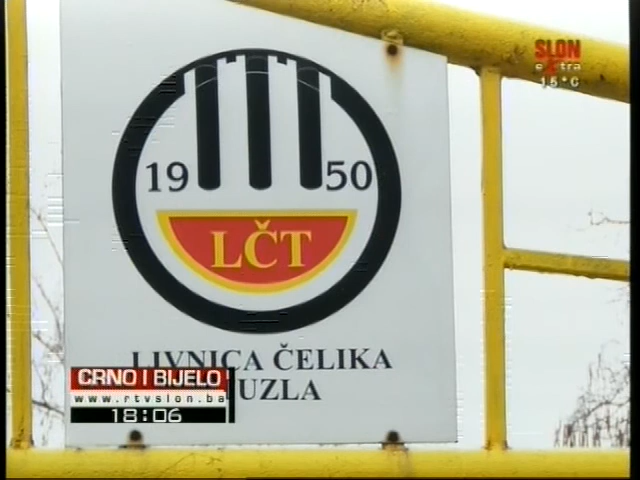 SLON
extra
15°C
19 50
LČT
LIVNICA ČELIKA
UZLA
CRNO I BIJELO
www.rtvslon.ba
18:06